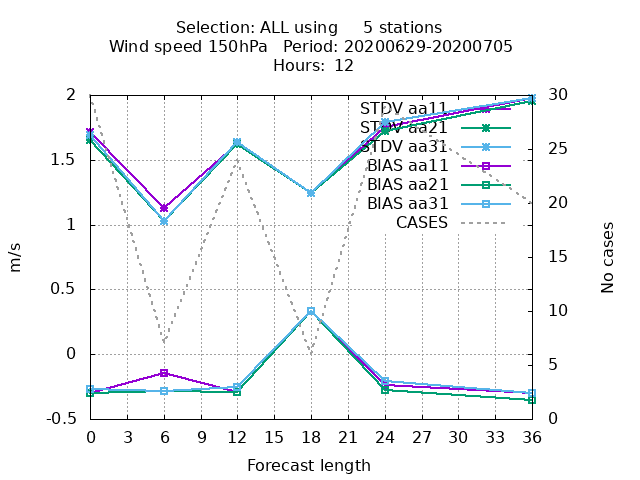 Selection: ALL using 5 stations
Wind speed 150hPa Period: 20200629-20200705
Hours: 12
2
1.5
1
0.5
0
-0.5
m/s
30
25
20
15
10
5
0
No cases
STDV aa11
STDV aa21
STDV aa31
BIAS aa11
BIAS aa21
BIAS aa31
CASES
0 3 6 9 12 15 18 21 24 27 30 33 36
Forecast length